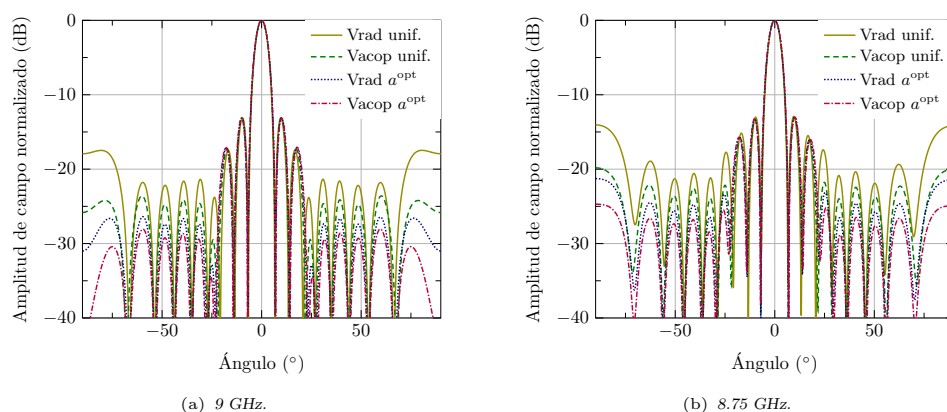 Amplitud de campo normalizado (dB)
0
−10
−20
−30
−40
−50
0
50
Ángulo (°)
Vrad unif.
Vacop unif.
Vrad a^opt
Vacop a^opt
(a) 9 GHz.
Amplitud de campo normalizado (dB)
0
−10
−20
−30
−40
−50
0
50
Ángulo (°)
Vrad unif.
Vacop unif.
Vrad a^opt
Vacop a^opt
(b) 8.75 GHz.